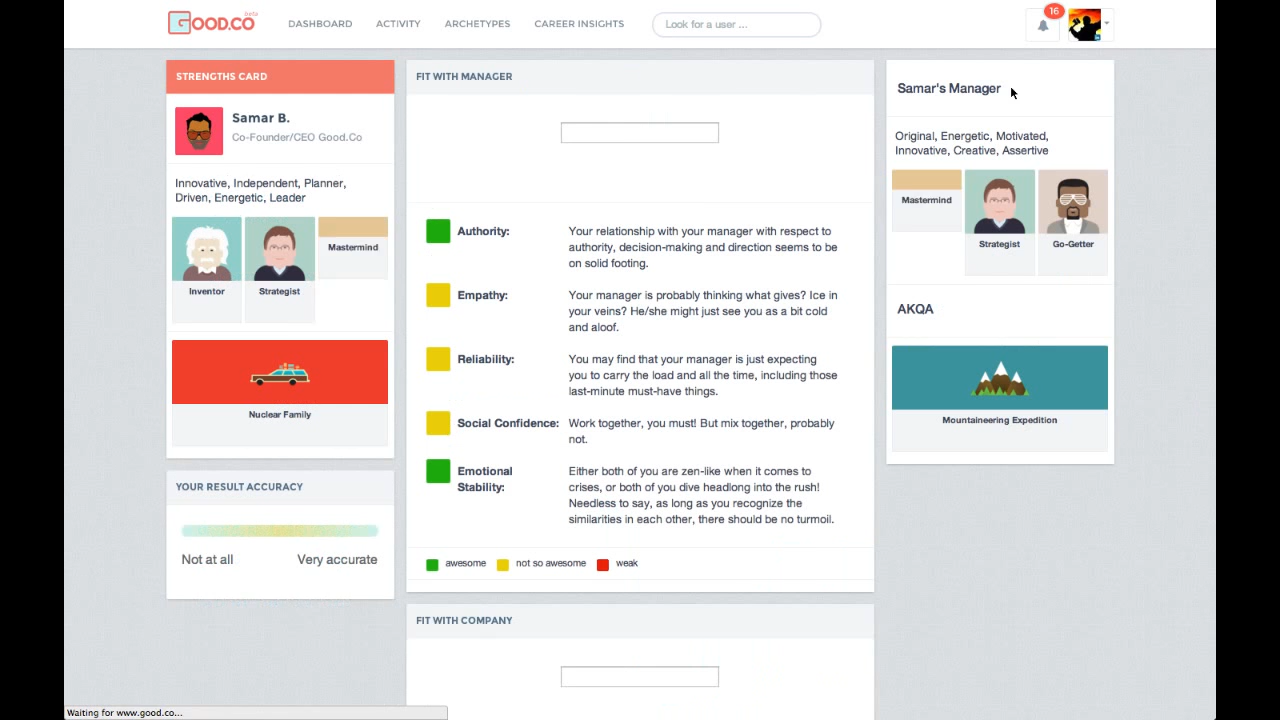 GOOD.CO beta
DASHBOARD ACTIVITY ARCHETYPES CAREER INSIGHTS Look for a user ... 16
STRENGTHS CARD
Samar B.
Co-Founder/CEO Good.Co
Innovative, Independent, Planner,
Driven, Energetic, Leader
Inventor Strategist Mastermind
Nuclear Family
YOUR RESULT ACCURACY
Not at all Very accurate
FIT WITH MANAGER
Authority: Your relationship with your manager with respect to
authority, decision-making and direction seems to be
on solid footing.
Empathy: Your manager is probably thinking what gives? Ice in
your veins? He/she might just see you as a bit cold
and aloof.
Reliability: You may find that your manager is just expecting
you to carry the load and all the time, including those
last-minute must-have things.
Social Confidence: Work together, you must! But mix together, probably
not.
Emotional Either both of you are zen-like when it comes to
Stability: crises, or both of you dive headlong into the rush!
Needless to say, as long as you recognize the
similarities in each other, there should be no turmoil.
awesome not so awesome weak
FIT WITH COMPANY
Samar's Manager
Original, Energetic, Motivated,
Innovative, Creative, Assertive
Mastermind Strategist Go-Getter
AKQA
Mountaineering Expedition
Waiting for www.good.co...